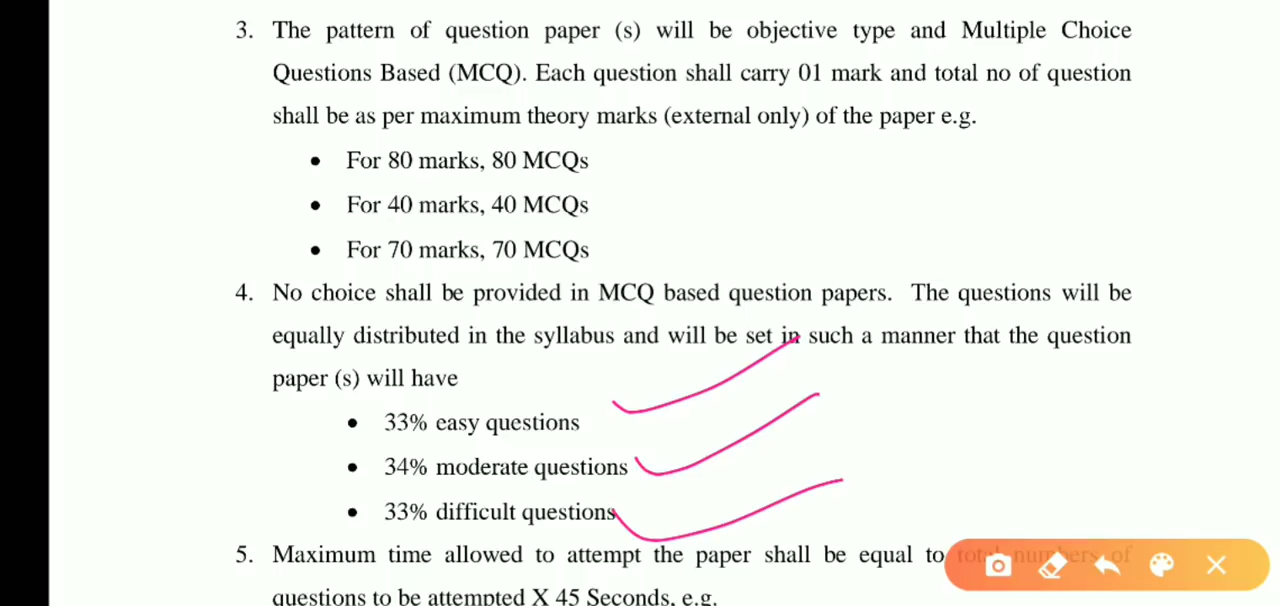 3. The pattern of question paper (s) will be objective type and Multiple Choice
Questions Based (MCQ). Each question shall carry 01 mark and total no of question
shall be as per maximum theory marks (external only) of the paper e.g.
• For 80 marks, 80 MCQs
• For 40 marks, 40 MCQs
• For 70 marks, 70 MCQs
4. No choice shall be provided in MCQ based question papers. The questions will be
equally distributed in the syllabus and will be set in such a manner that the question
paper (s) will have
• 33% easy questions
• 34% moderate questions
• 33% difficult questions
5. Maximum time allowed to attempt the paper shall be equal to total numbers of
questions to be attempted X 45 Seconds, e.g.